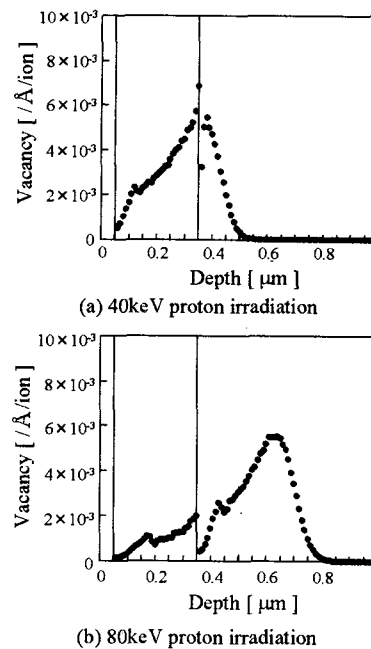 10×10⁻³
8×10⁻³
6×10⁻³
4×10⁻³
2×10⁻³
0
Vacancy [ /Å/ion ]
0 0.2 0.4 0.6 0.8
Depth [ μm ]
(a) 40keV proton irradiation
10×10⁻³
8×10⁻³
6×10⁻³
4×10⁻³
2×10⁻³
0
Vacancy [ /Å/ion ]
0 0.2 0.4 0.6 0.8
Depth [ μm ]
(b) 80keV proton irradiation